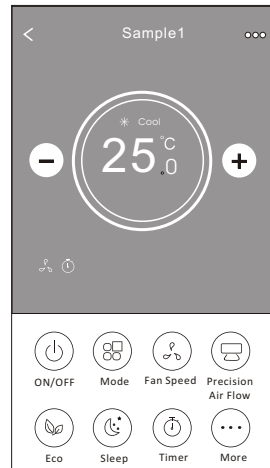 Sample1
Cool
25.0°C
ON/OFF
Mode
Fan Speed
Precision
Air Flow
Eco
Sleep
Timer
More